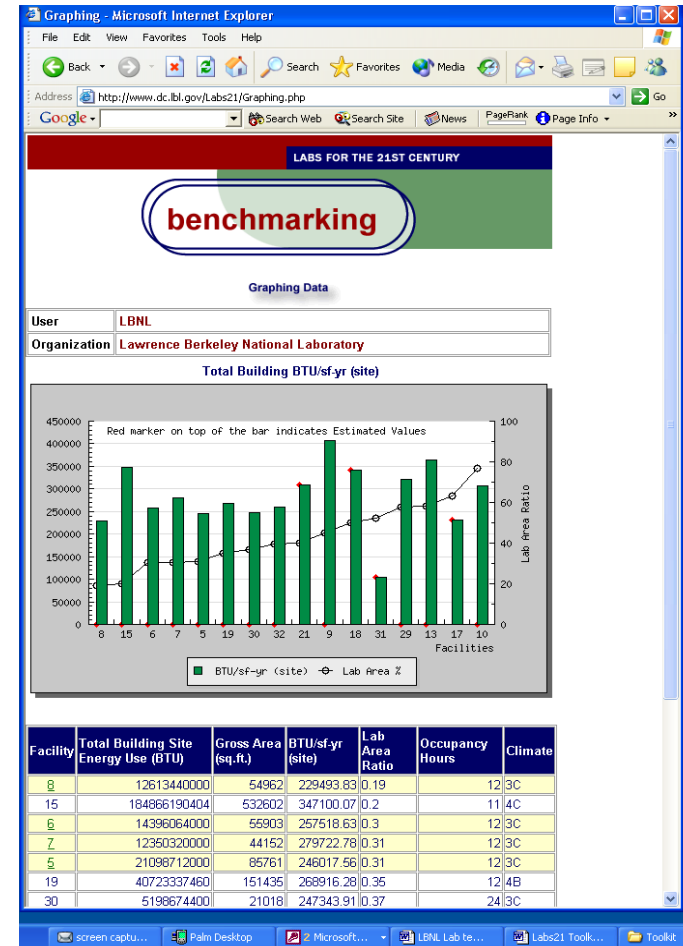 Graphing - Microsoft Internet Explorer
File Edit View Favorites Tools Help
Back Search Favorites Media
Address http://www.dc.lbl.gov/Labs21/Graphing.php Go
Google Search Web Search Site News PageRank Page Info »
LABS FOR THE 21ST CENTURY
benchmarking
Graphing Data
User LBNL
Organization Lawrence Berkeley National Laboratory
Total Building BTU/sf-yr (site)
Red marker on top of the bar indicates Estimated Values
450000 100
400000
350000 80
300000
250000 60
200000
150000 40
100000 20
50000
0 0
Lab Area Ratio
8 15 6 7 5 19 30 32 21 9 18 31 29 13 17 10
Facilities
BTU/sf-yr (site) Lab Area %
Facility Total Building Site Energy Use (BTU) Gross Area (sq.ft.) BTU/sf-yr (site) Lab Area Ratio Occupancy Hours Climate
8 12613440000 54962 229493.83 0.19 12 3C
15 184866190404 532602 347100.07 0.2 11 4C
6 14396064000 55903 257518.63 0.3 12 3C
7 12350320000 44152 279722.78 0.31 12 3C
5 21098712000 85761 246017.56 0.31 12 3C
19 40723337460 151435 268916.28 0.35 12 4B
30 5198674400 21018 247343.91 0.37 24 3C
screen captu... Palm Desktop 2 Microsoft... LBNL Lab te... Labs21 Toolk... Toolkit